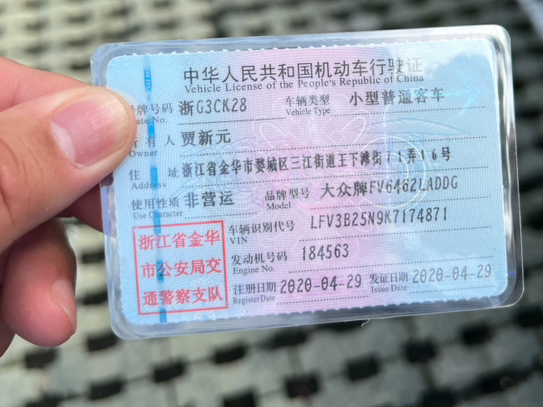 中华人民共和国机动车行驶证
Vehicle License of the People's Republic of China
号牌号码 浙G3CK28 车辆类型 小型普通客车
Vehicle Type
所有人 贾新元
Owner
住 址 浙江省金华市婺城区三江街道王下滩街71弄16号
Address
使用性质 非营运 品牌型号 大众牌FV6462LADDG
Use Character Model
浙江省金华
市公安局交
通警察支队
车辆识别代号 LFV3B25N9K7174871
VIN
发动机号码 184563
Engine No.
注册日期 2020-04-29 发证日期 2020-04-29
Register Date Issue Date